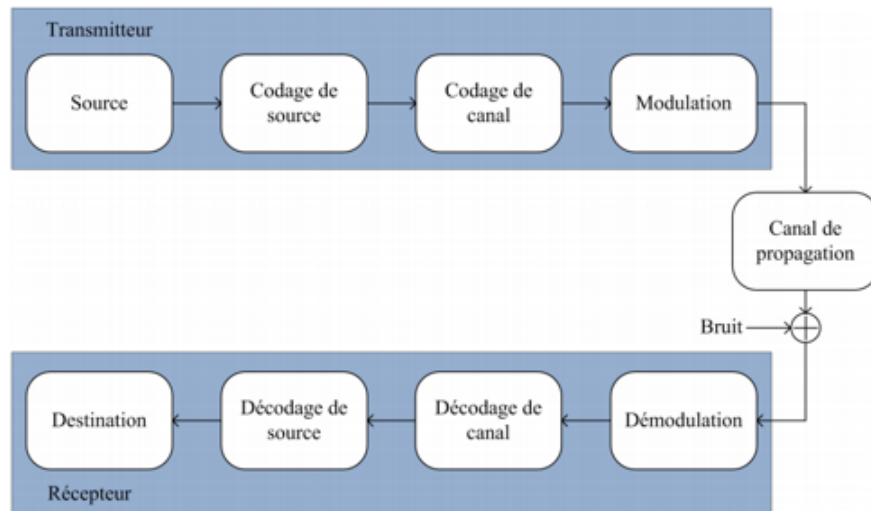 Transmitteur
Source
Codage de
source
Codage de
canal
Modulation
Canal de
propagation
Bruit
Destination
Décodage de
source
Décodage de
canal
Démodulation
Récepteur